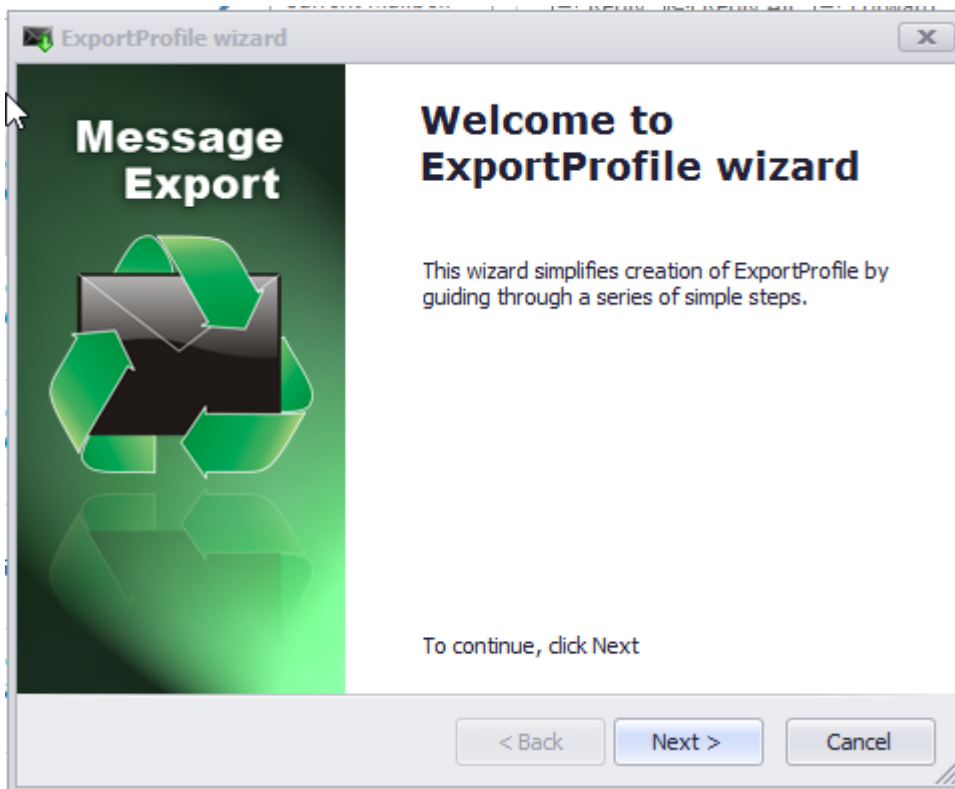 ExportProfile wizard
Message
Export
Welcome to
ExportProfile wizard
This wizard simplifies creation of ExportProfile by
guiding through a series of simple steps.
To continue, click Next
< Back
Next >
Cancel